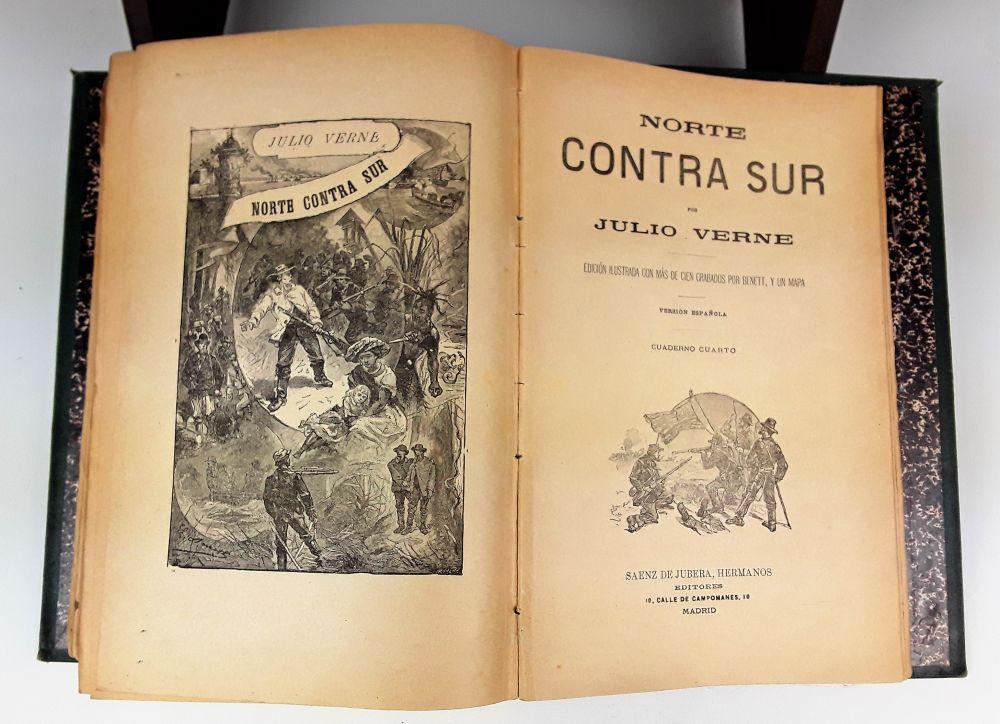 JULIO VERNE
NORTE CONTRA SUR
NORTE
CONTRA SUR
POR
JULIO VERNE
EDICIÓN ILUSTRADA CON MÁS DE CIEN GRABADOS POR BENETT, Y UN MAPA
VERSIÓN ESPAÑOLA
CUADERNO CUARTO
SAENZ DE JUBERA, HERMANOS
EDITORES
10, CALLE DE CAMPOMANES, 10
MADRID